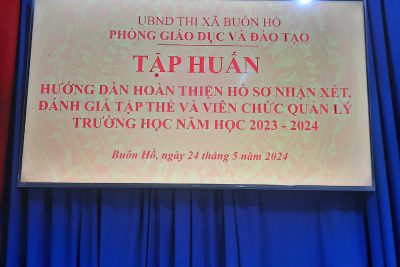 UBND THỊ XÃ BUÔN HỒ
PHÒNG GIÁO DỤC VÀ ĐÀO TẠO
TẬP HUẤN
HƯỚNG DẪN HOÀN THIỆN HỒ SƠ NHẬN XÉT,
ĐÁNH GIÁ TẬP THỂ VÀ VIÊN CHỨC QUẢN LÝ
TRƯỜNG HỌC NĂM HỌC 2023 - 2024
Buôn Hồ, ngày 24 tháng 5 năm 2024